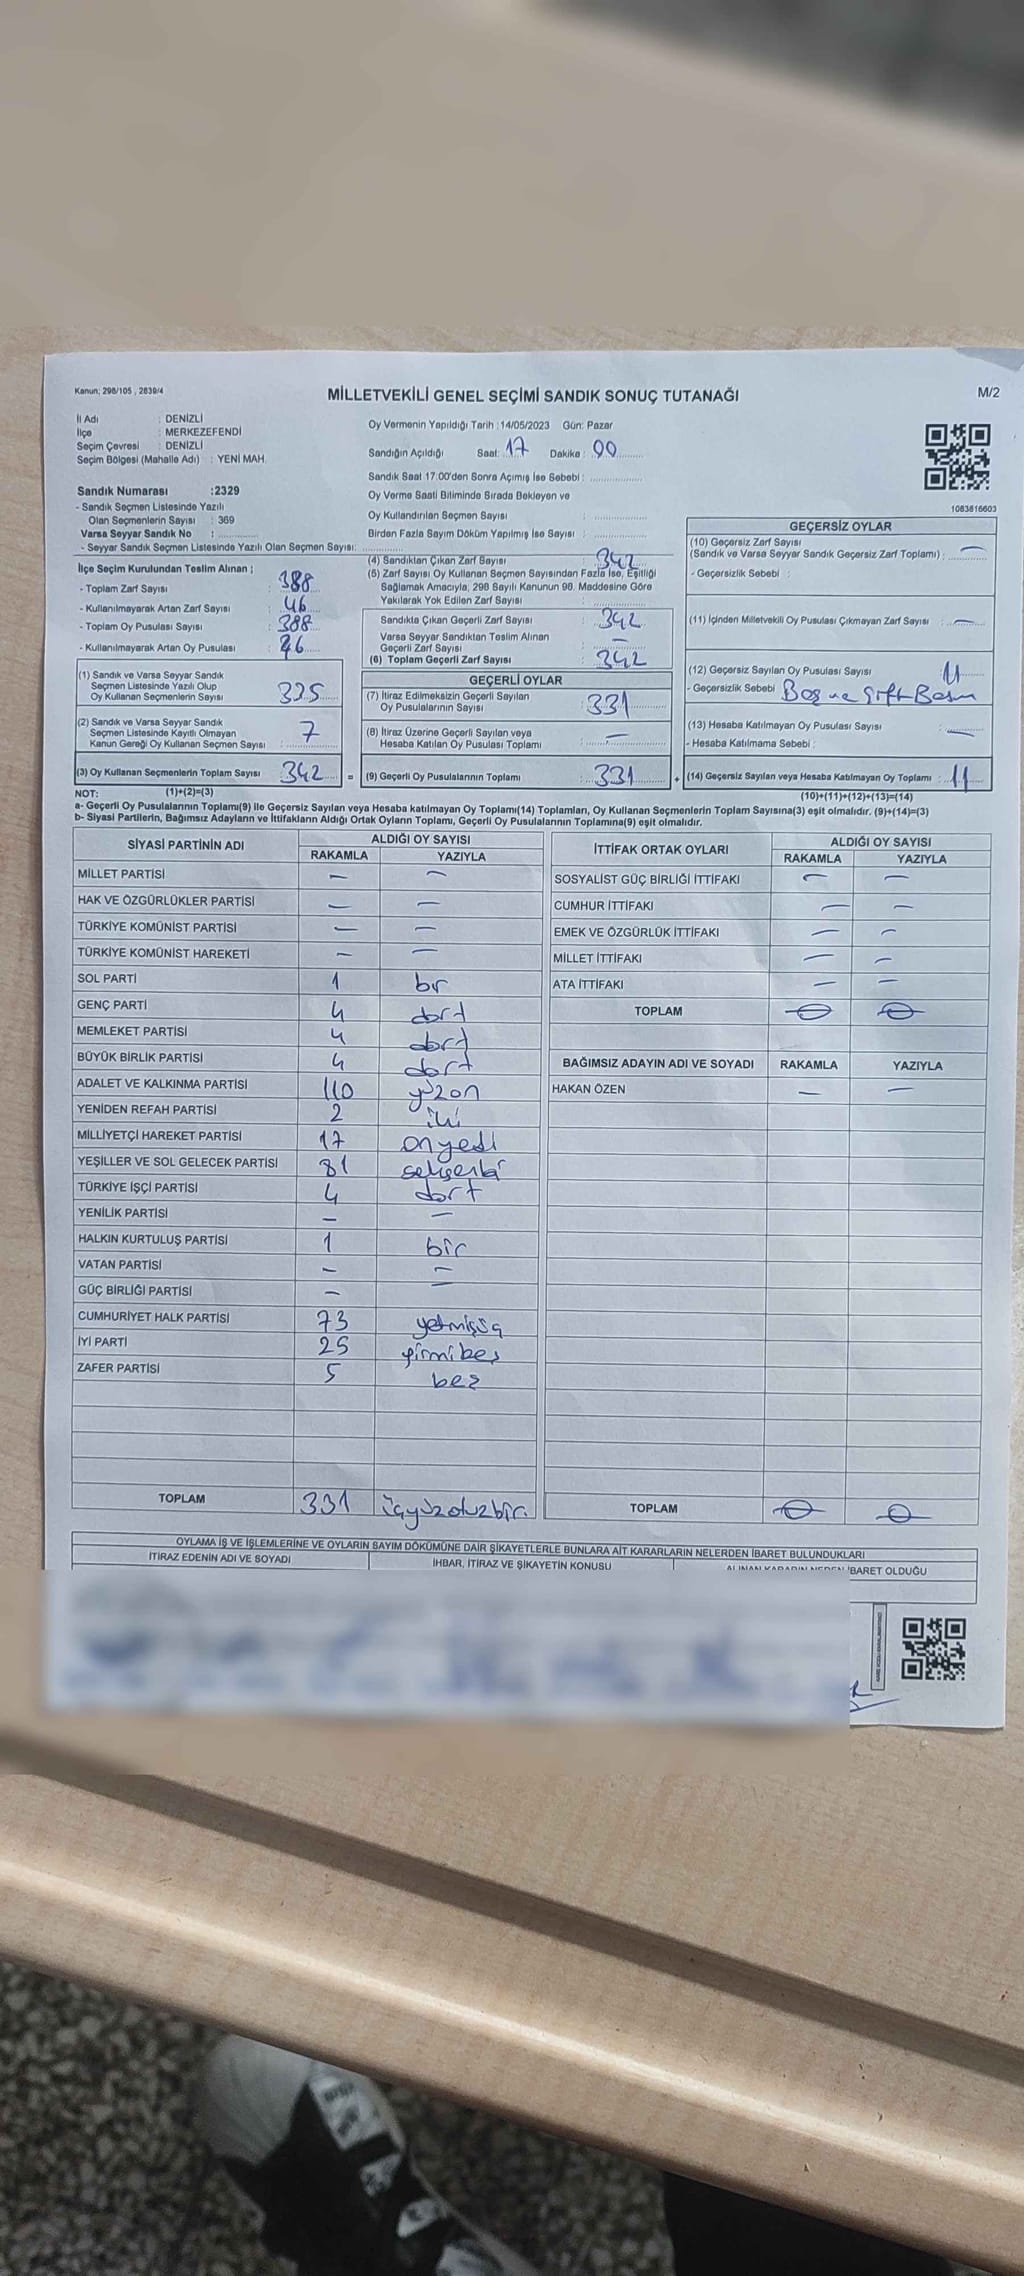 Kanun; 298/105 , 2839/4
MİLLETVEKİLİ GENEL SEÇİMİ SANDIK SONUÇ TUTANAĞI
M/2
İl Adı : DENİZLİ
İlçe : MERKEZEFENDİ
Seçim Çevresi : DENİZLİ
Seçim Bölgesi (Mahalle Adı) : YENİ MAH.
Sandık Numarası :2329
- Sandık Seçmen Listesinde Yazılı
Olan Seçmenlerin Sayısı : 369
Varsa Seyyar Sandık No :
- Seyyar Sandık Seçmen Listesinde Yazılı Olan Seçmen Sayısı:
Oy Vermenin Yapıldığı Tarih :14/05/2023 Gün: Pazar
Sandığın Açıldığı Saat: 17 Dakika : 00
Sandık Saat 17:00'den Sonra Açımış İse Sebebi :
Oy Verme Saati Bitiminde Sırada Bekleyen ve
Oy Kullandırılan Seçmen Sayısı :
Birden Fazla Sayım Döküm Yapılmış İse Sayısı :
1083816603
İlçe Seçim Kurulundan Teslim Alınan ;
- Toplam Zarf Sayısı : 388
- Kullanılmayarak Artan Zarf Sayısı : 46
- Toplam Oy Pusulası Sayısı : 388
- Kullanılmayarak Artan Oy Pusulası : 46
(1) Sandık ve Varsa Seyyar Sandık
Seçmen Listesinde Yazılı Olup
Oy Kullanan Seçmenlerin Sayısı : 325
(2) Sandık ve Varsa Seyyar Sandık
Seçmen Listesinde Kayıtlı Olmayan
Kanun Gereği Oy Kullanan Seçmen Sayısı : 7
(3) Oy Kullanan Seçmenlerin Toplam Sayısı : 342 =
(4) Sandıktan Çıkan Zarf Sayısı : 342
(5) Zarf Sayısı Oy Kullanan Seçmen Sayısından Fazla İse, Eşitliği
Sağlamak Amacıyla, 298 Sayılı Kanunun 98. Maddesine Göre
Yakılarak Yok Edilen Zarf Sayısı :
Sandıkta Çıkan Geçerli Zarf Sayısı : 342
Varsa Seyyar Sandıktan Teslim Alınan
Geçerli Zarf Sayısı : —
(6) Toplam Geçerli Zarf Sayısı : 342
GEÇERLİ OYLAR
(7) İtiraz Edilmeksizin Geçerli Sayılan
Oy Pusulalarının Sayısı : 331
(8) İtiraz Üzerine Geçerli Sayılan veya
Hesaba Katılan Oy Pusulası Toplamı : —
(9) Geçerli Oy Pusulalarının Toplamı : 331 +
GEÇERSİZ OYLAR
(10) Geçersiz Zarf Sayısı
(Sandık ve Varsa Seyyar Sandık Geçersiz Zarf Toplamı) : —
- Geçersizlik Sebebi :
(11) İçinden Milletvekili Oy Pusulası Çıkmayan Zarf Sayısı : —
(12) Geçersiz Sayılan Oy Pusulası Sayısı : 11
- Geçersizlik Sebebi Boş ve Çift Basım
(13) Hesaba Katılmayan Oy Pusulası Sayısı : —
- Hesaba Katılmama Sebebi :
(14) Geçersiz Sayılan veya Hesaba Katılmayan Oy Toplamı : 11
NOT: (1)+(2)=(3)
(10)+(11)+(12)+(13)=(14)
a- Geçerli Oy Pusulalarının Toplamı(9) ile Geçersiz Sayılan veya Hesaba katılmayan Oy Toplamı(14) Toplamları, Oy Kullanan Seçmenlerin Toplam Sayısına(3) eşit olmalıdır. (9)+(14)=(3)
b- Siyasi Partilerin, Bağımsız Adayların ve İttifakların Aldığı Ortak Oyların Toplamı, Geçerli Oy Pusulalarının Toplamına(9) eşit olmalıdır.
SİYASİ PARTİNİN ADI ALDIĞI OY SAYISI
RAKAMLA YAZIYLA
MİLLET PARTİSİ — —
HAK VE ÖZGÜRLÜKLER PARTİSİ — —
TÜRKİYE KOMÜNİST PARTİSİ — —
TÜRKİYE KOMÜNİST HAREKETİ — —
SOL PARTİ 1 bir
GENÇ PARTİ 4 dört
MEMLEKET PARTİSİ 4 dört
BÜYÜK BİRLİK PARTİSİ 4 dört
ADALET VE KALKINMA PARTİSİ 110 yüzon
YENİDEN REFAH PARTİSİ 2 iki
MİLLİYETÇİ HAREKET PARTİSİ 17 onyedi
YEŞİLLER VE SOL GELECEK PARTİSİ 81 seksenbir
TÜRKİYE İŞÇİ PARTİSİ 4 dört
YENİLİK PARTİSİ — —
HALKIN KURTULUŞ PARTİSİ 1 bir
VATAN PARTİSİ — —
GÜÇ BİRLİĞİ PARTİSİ — —
CUMHURİYET HALK PARTİSİ 73 yetmişüç
İYİ PARTİ 25 yirmibeş
ZAFER PARTİSİ 5 beş
TOPLAM 331 üçyüzotuzbir.
İTTİFAK ORTAK OYLARI ALDIĞI OY SAYISI
RAKAMLA YAZIYLA
SOSYALİST GÜÇ BİRLİĞİ İTTİFAKI — —
CUMHUR İTTİFAKI — —
EMEK VE ÖZGÜRLÜK İTTİFAKI — —
MİLLET İTTİFAKI — —
ATA İTTİFAKI — —
TOPLAM
BAĞIMSIZ ADAYIN ADI VE SOYADI RAKAMLA YAZIYLA
HAKAN ÖZEN — —
TOPLAM
OYLAMA İŞ VE İŞLEMLERİNE VE OYLARIN SAYIM DÖKÜMÜNE DAİR ŞİKAYETLERLE BUNLARA AİT KARARLARIN NELERDEN İBARET BULUNDUKLARI
İTİRAZ EDENİN ADI VE SOYADI İHBAR, İTİRAZ VE ŞİKAYETİN KONUSU ALINAN KARARIN NEDEN İBARET OLDUĞU